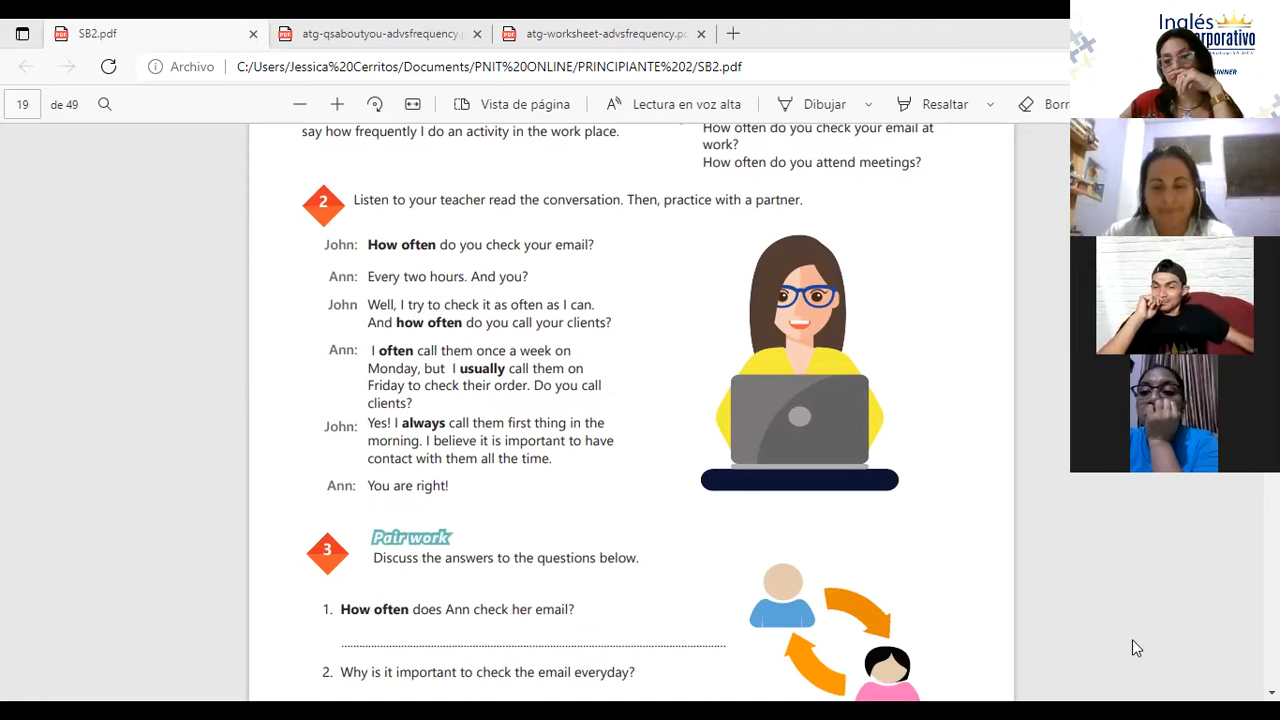 SB2.pdf
atg-qsaboutyou-advsfrequency.
atg-worksheet-advsfrequency.pd
Archivo
C:/Users/Jessica%20Cerrito/Documents/PNIT%20ONLINE/PRINCIPIANTE%202/SB2.pdf
19 de 49
Vista de página
Lectura en voz alta
Dibujar
Resaltar
Borr
say how frequently I do an activity in the work place.
How often do you check your email at
work?
How often do you attend meetings?
2 Listen to your teacher read the conversation. Then, practice with a partner.
John: How often do you check your email?
Ann: Every two hours. And you?
John Well, I try to check it as often as I can.
And how often do you call your clients?
Ann: I often call them once a week on
Monday, but I usually call them on
Friday to check their order. Do you call
clients?
John: Yes! I always call them first thing in the
morning. I believe it is important to have
contact with them all the time.
Ann: You are right!
3 Pair work
Discuss the answers to the questions below.
1. How often does Ann check her email?
2. Why is it important to check the email everyday?
Inglés
rporativo
INNER